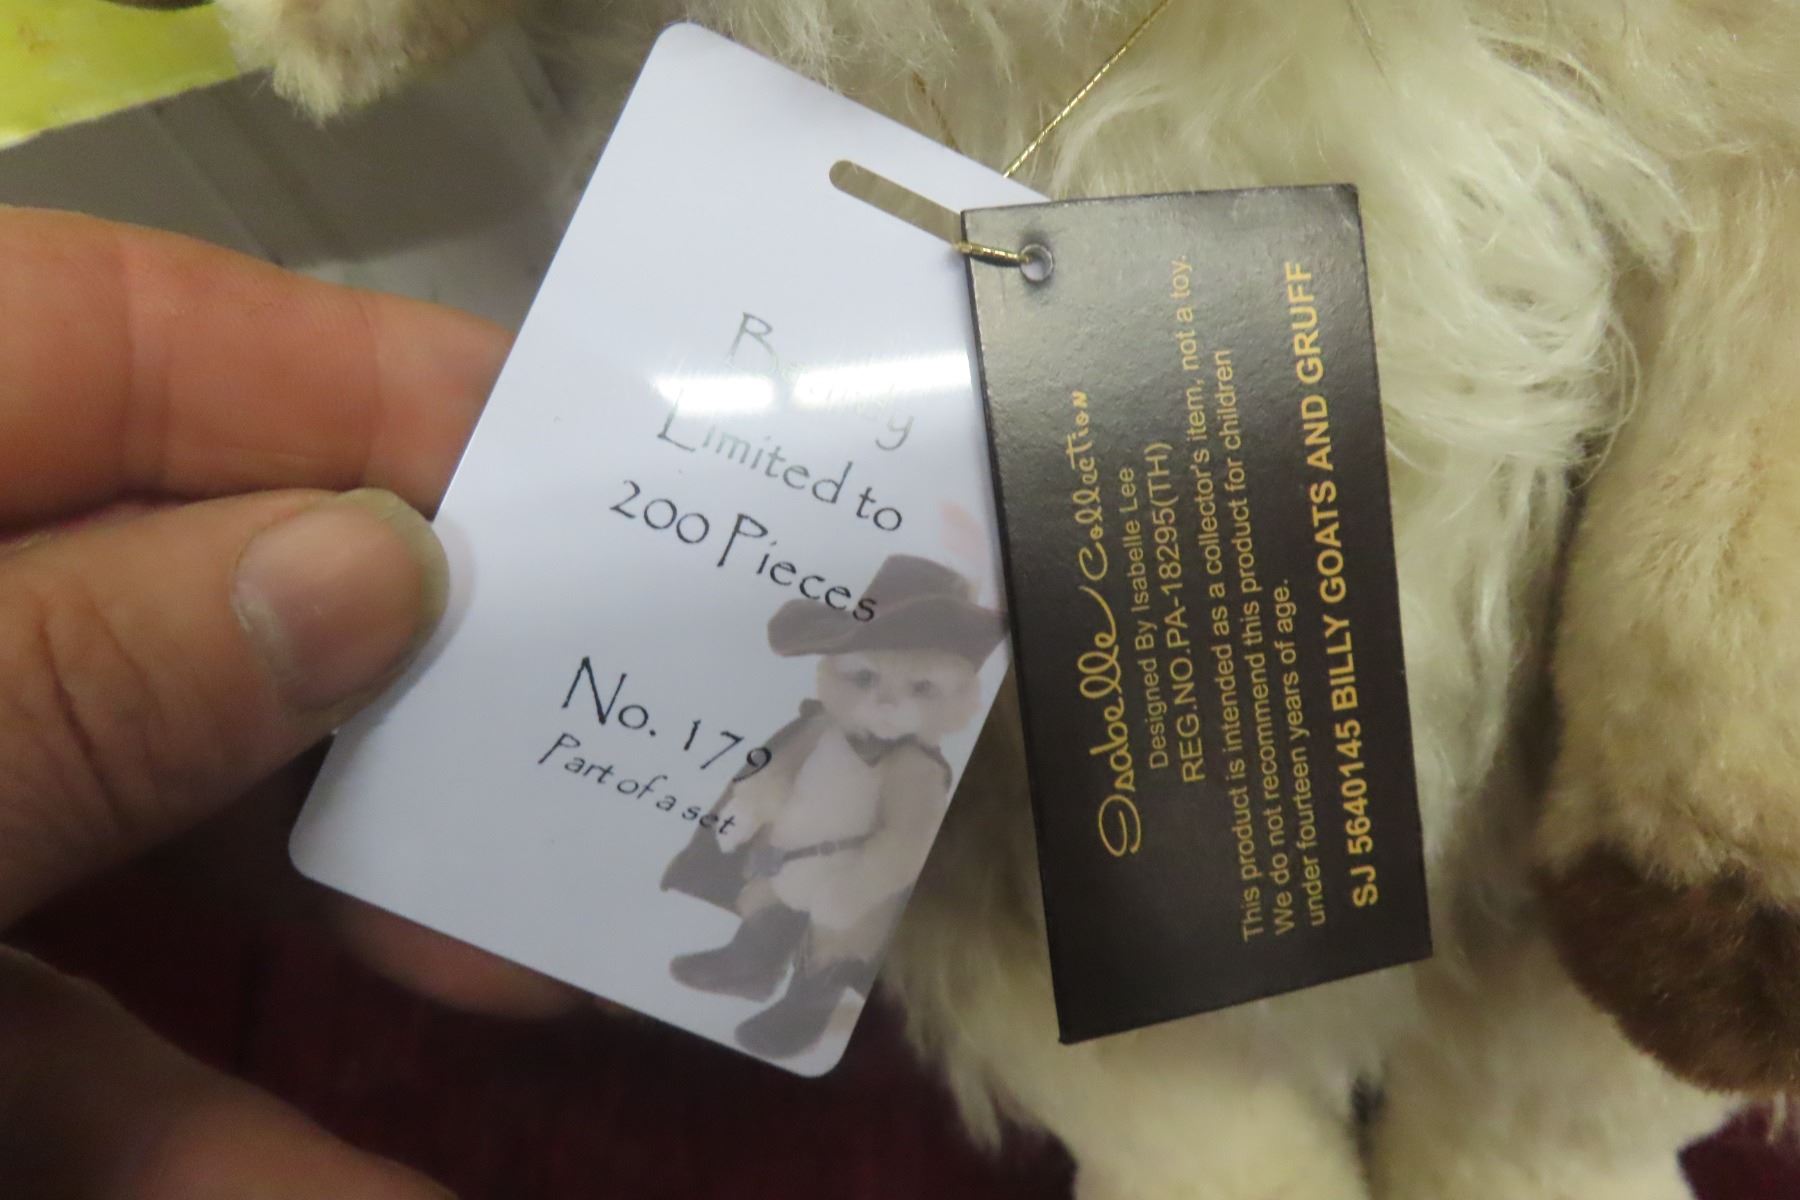 Limited to
200 Pieces
No. 179
Part of a set
Isabelle Collection
Designed By Isabelle Lee
REG.NO.PA-18295(TH)
This product is intended as a collector's item, not a toy.
We do not recommend this product for children
under fourteen years of age.
SJ 5640145 BILLY GOATS AND GRUFF